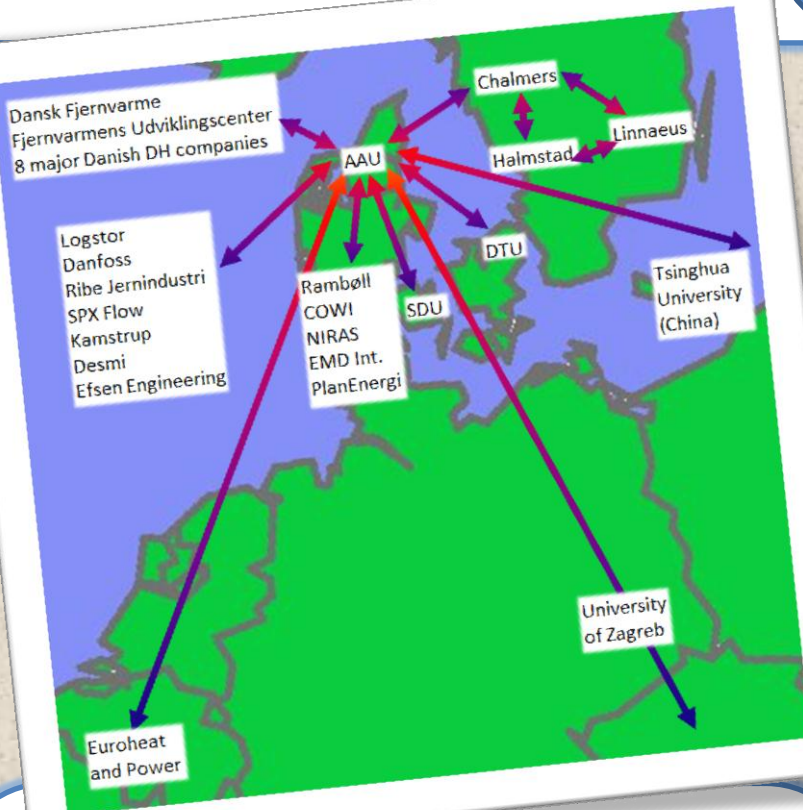 Dansk Fjernvarme
Fjernvarmens Udviklingscenter
8 major Danish DH companies
AAU
Chalmers
Linnaeus
Halmstad
Logstor
Danfoss
Ribe Jernindustri
SPX Flow
Kamstrup
Desmi
Efsen Engineering
Rambøll
COWI
NIRAS
EMD Int.
PlanEnergi
SDU
DTU
Tsinghua
University
(China)
University
of Zagreb
Euroheat
and Power